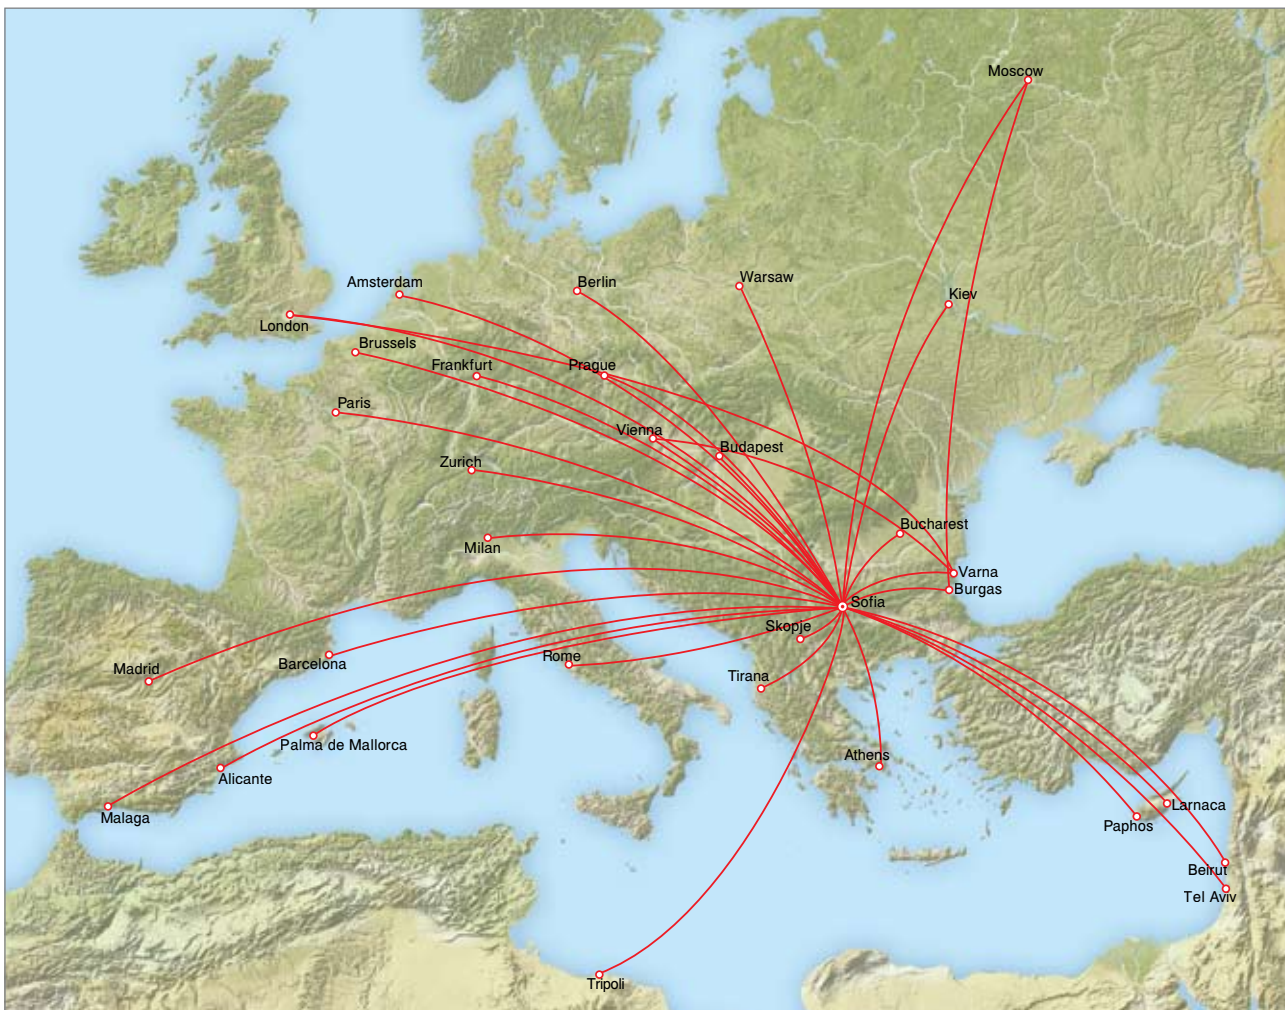 Moscow
Warsaw
Berlin
Amsterdam
Kiev
London
Brussels
Frankfurt
Prague
Paris
Vienna
Budapest
Zurich
Bucharest
Milan
Varna
Burgas
Sofia
Skopje
Rome
Barcelona
Madrid
Tirana
Palma de Mallorca
Athens
Alicante
Larnaca
Malaga
Paphos
Beirut
Tel Aviv
Tripoli